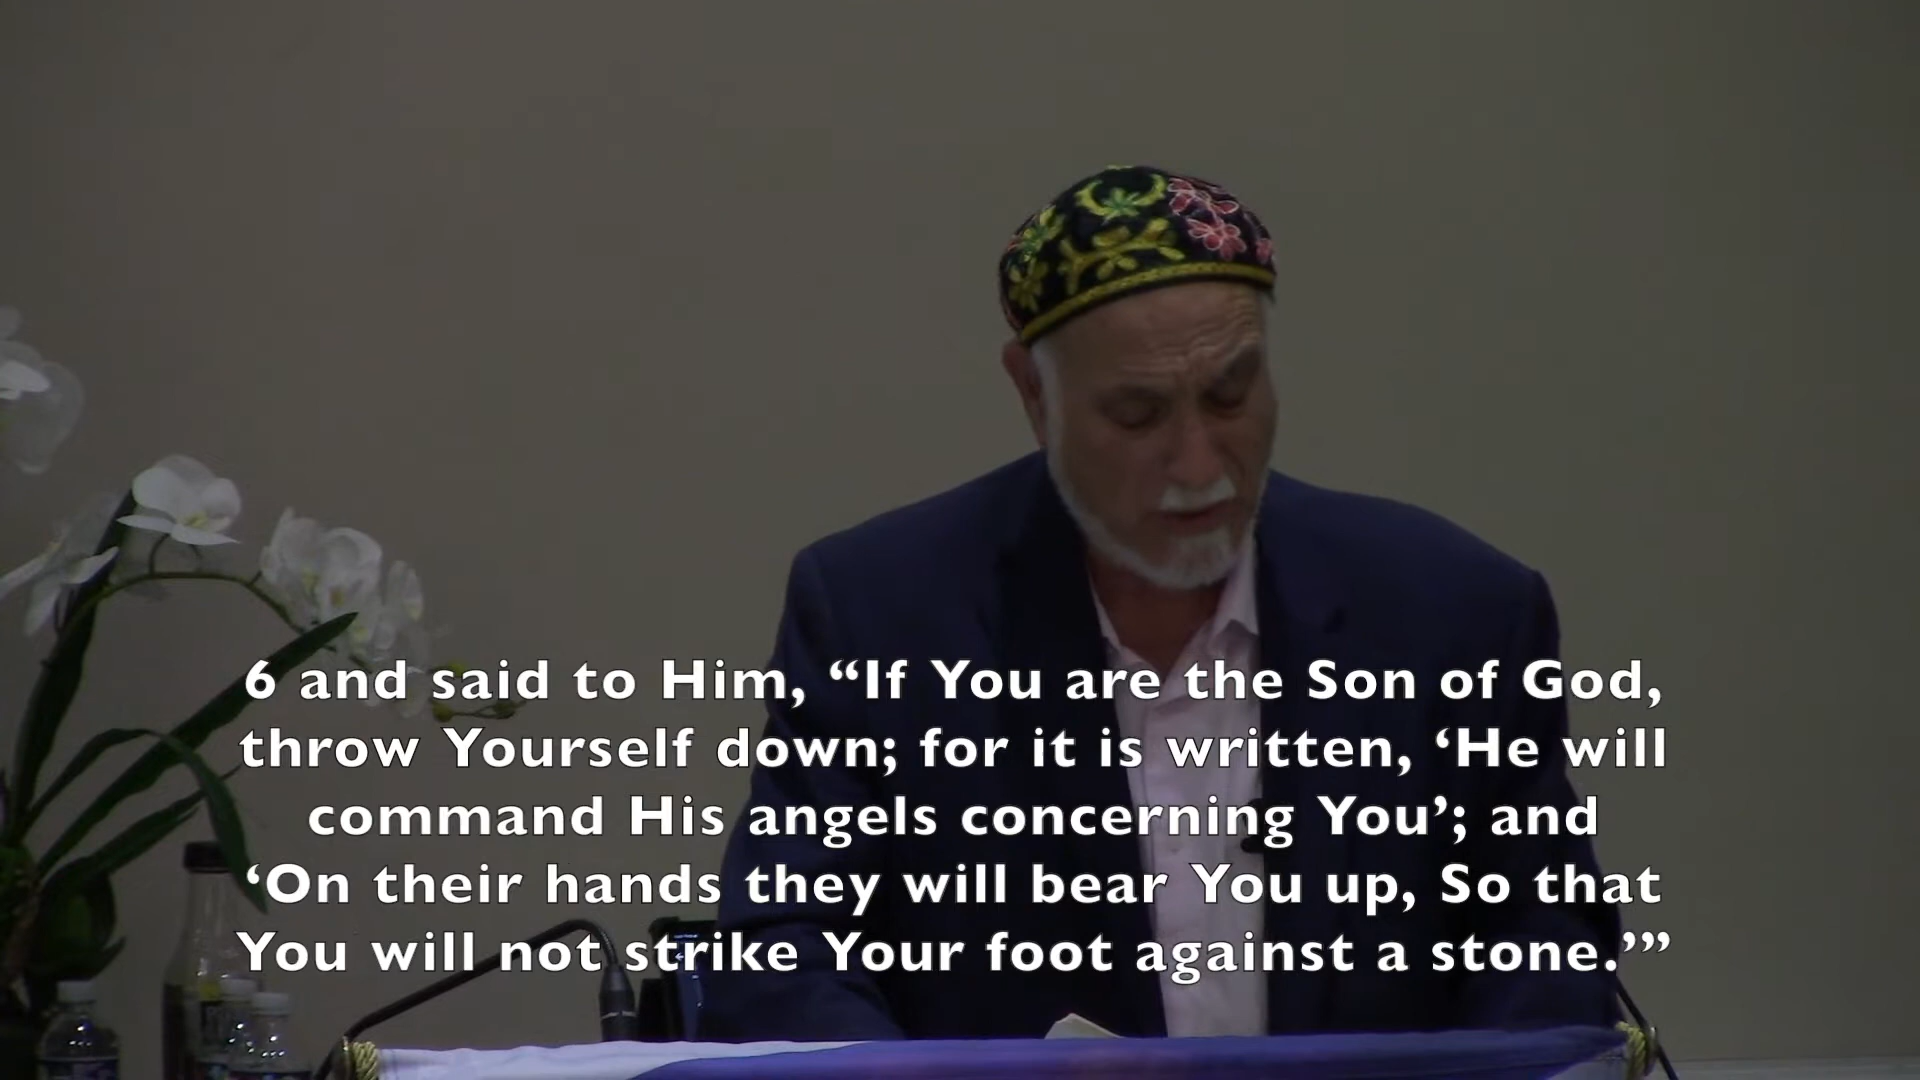 6 and said to Him, “If You are the Son of God,
throw Yourself down; for it is written, ‘He will
command His angels concerning You’; and
‘On their hands they will bear You up, So that
You will not strike Your foot against a stone.’”